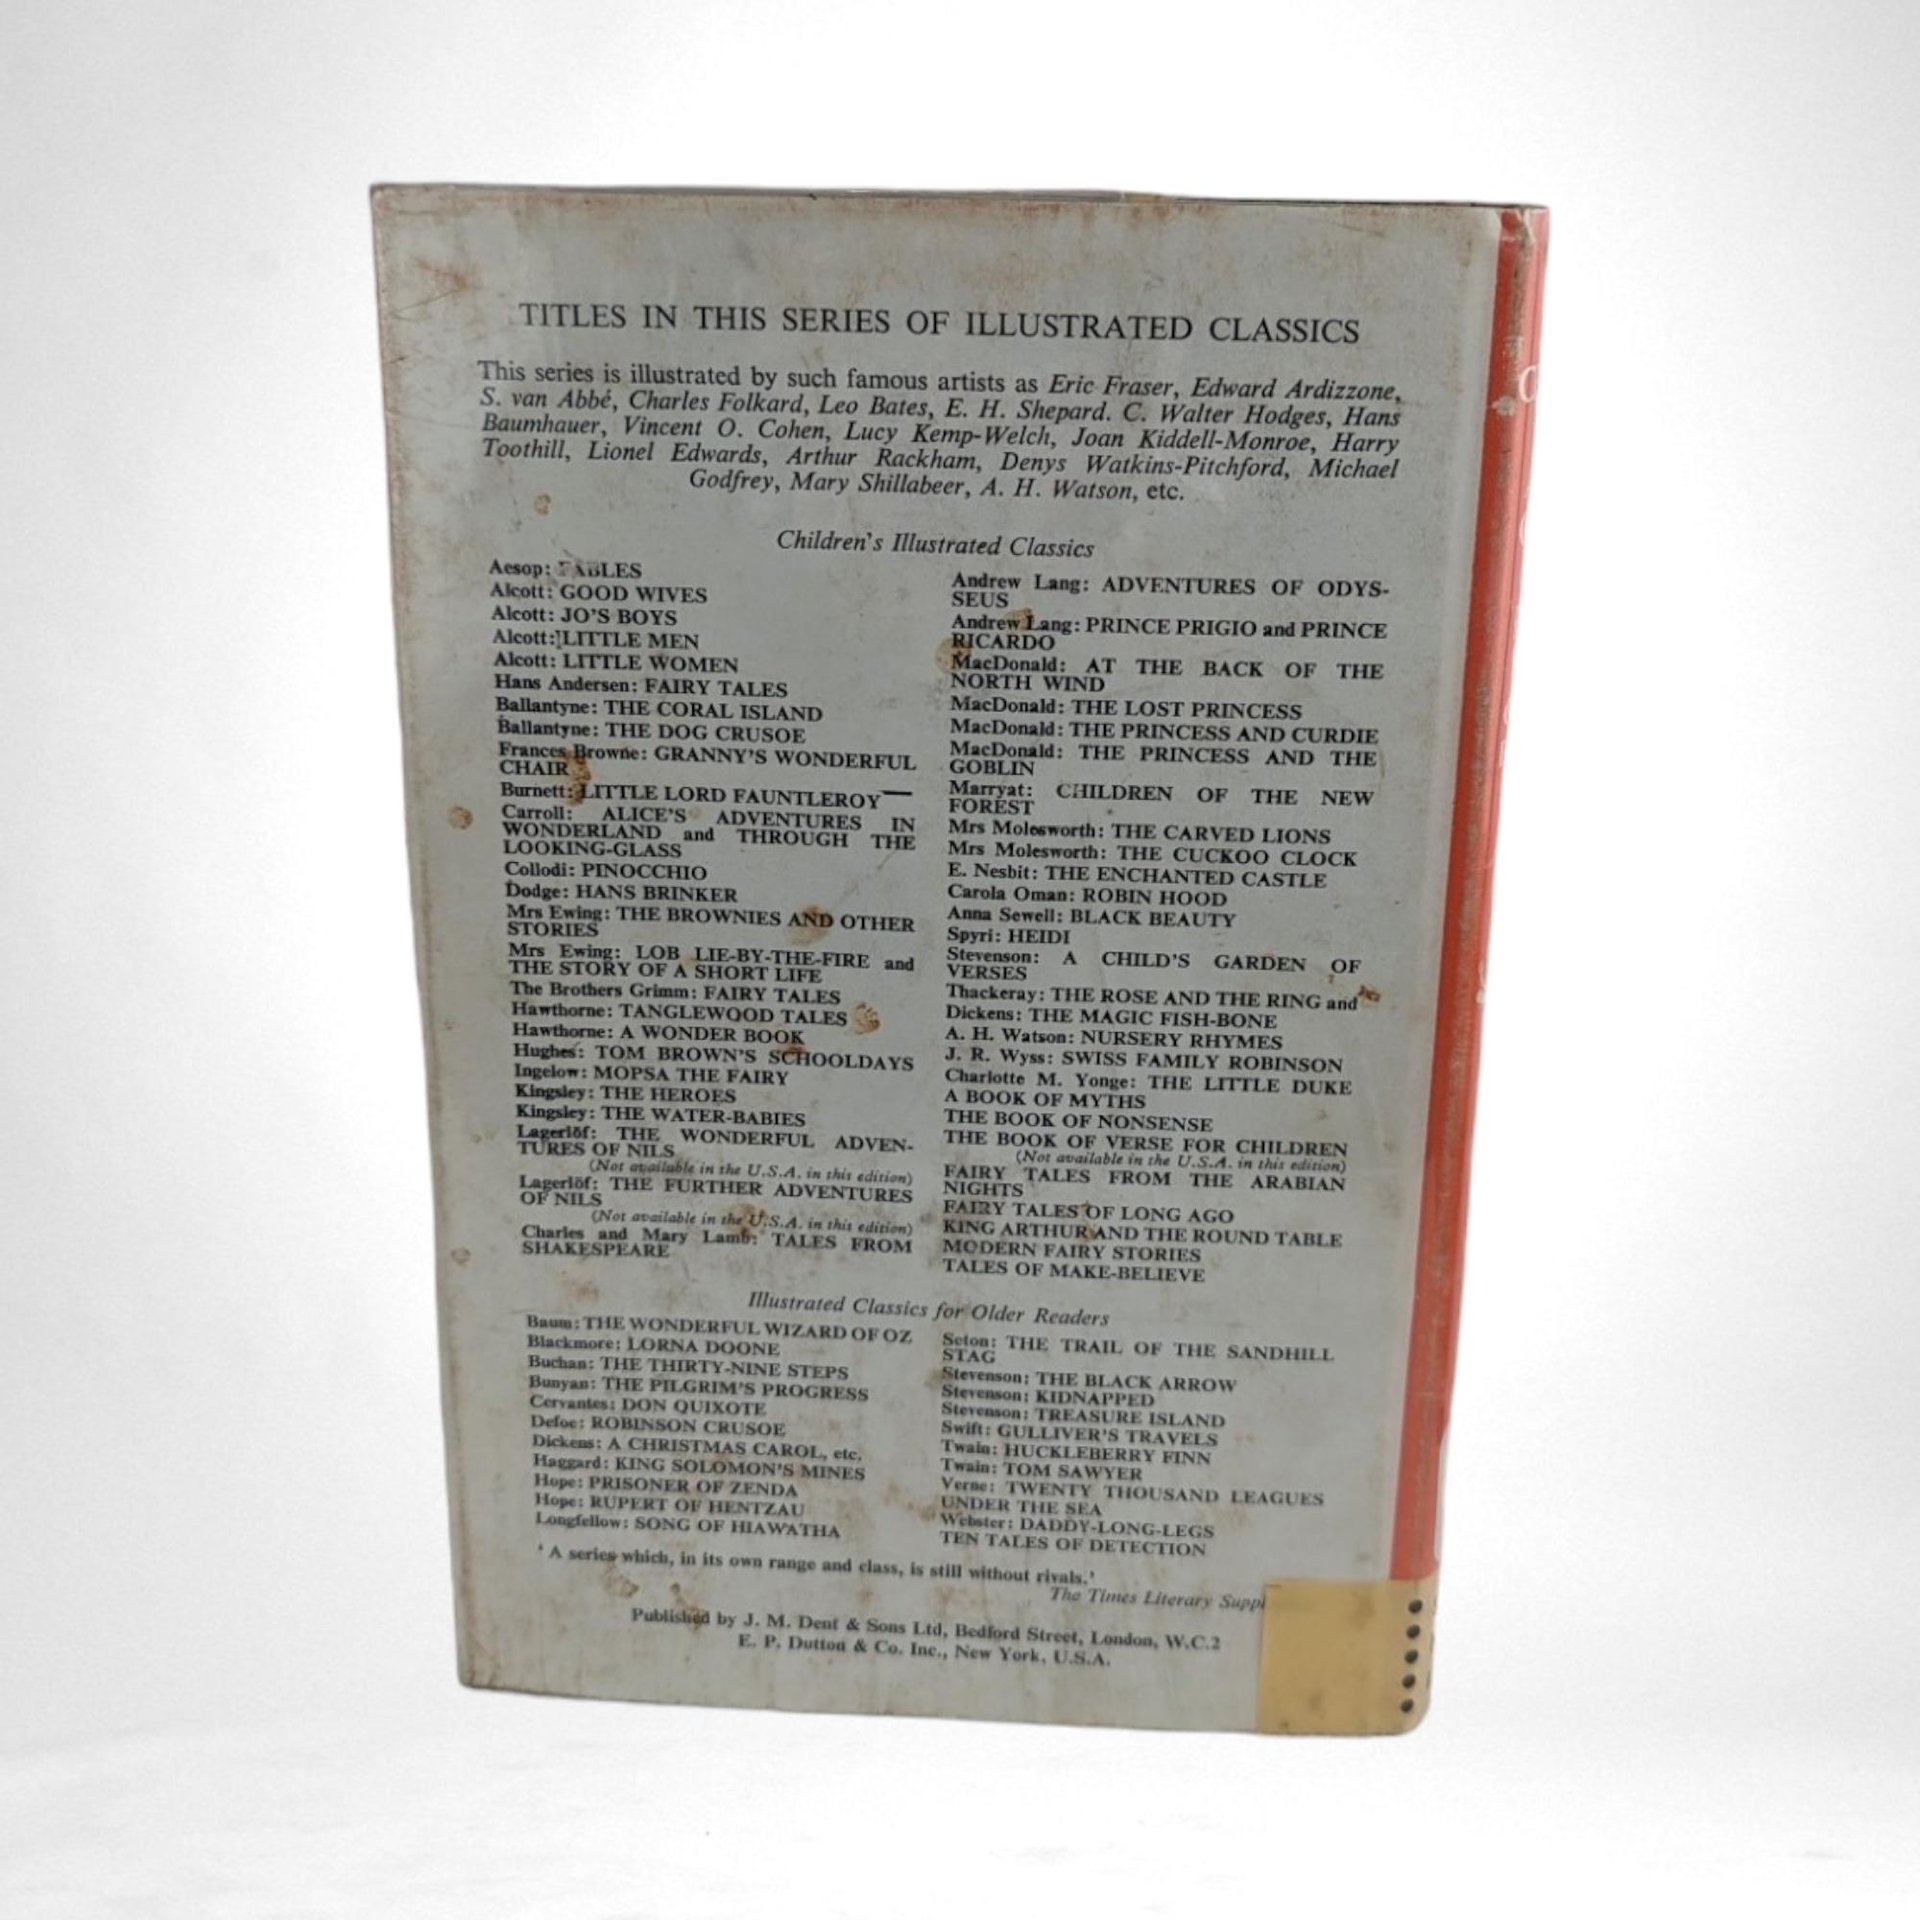 TITLES IN THIS SERIES OF ILLUSTRATED CLASSICS
This series is illustrated by such famous artists as Eric Fraser, Edward Ardizzone,
S. van Abbé, Charles Folkard, Leo Bates, E. H. Shepard. C. Walter Hodges, Hans
Baumhauer, Vincent O. Cohen, Lucy Kemp-Welch, Joan Kiddell-Monroe, Harry
Toothill, Lionel Edwards, Arthur Rackham, Denys Watkins-Pitchford, Michael
Godfrey, Mary Shillabeer, A. H. Watson, etc.
Children's Illustrated Classics
Aesop: FABLES
Alcott: GOOD WIVES
Alcott: JO'S BOYS
Alcott: LITTLE MEN
Alcott: LITTLE WOMEN
Hans Andersen: FAIRY TALES
Ballantyne: THE CORAL ISLAND
Ballantyne: THE DOG CRUSOE
Frances Browne: GRANNY'S WONDERFUL
CHAIR
Burnett: LITTLE LORD FAUNTLEROY
Carroll: ALICE'S ADVENTURES IN
WONDERLAND and THROUGH THE
LOOKING-GLASS
Collodi: PINOCCHIO
Dodge: HANS BRINKER
Mrs Ewing: THE BROWNIES AND OTHER
STORIES
Mrs Ewing: LOB LIE-BY-THE-FIRE and
THE STORY OF A SHORT LIFE
The Brothers Grimm: FAIRY TALES
Hawthorne: TANGLEWOOD TALES
Hawthorne: A WONDER BOOK
Hughes: TOM BROWN'S SCHOOLDAYS
Ingelow: MOPSA THE FAIRY
Kingsley: THE HEROES
Kingsley: THE WATER-BABIES
Lagerlöf: THE WONDERFUL ADVEN-
TURES OF NILS
(Not available in the U.S.A. in this edition)
Lagerlöf: THE FURTHER ADVENTURES
OF NILS
(Not available in the U.S.A. in this edition)
Charles and Mary Lamb: TALES FROM
SHAKESPEARE
Andrew Lang: ADVENTURES OF ODYS-
SEUS
Andrew Lang: PRINCE PRIGIO and PRINCE
RICARDO
MacDonald: AT THE BACK OF THE
NORTH WIND
MacDonald: THE LOST PRINCESS
MacDonald: THE PRINCESS AND CURDIE
MacDonald: THE PRINCESS AND THE
GOBLIN
Marryat: CHILDREN OF THE NEW
FOREST
Mrs Molesworth: THE CARVED LIONS
Mrs Molesworth: THE CUCKOO CLOCK
E. Nesbit: THE ENCHANTED CASTLE
Carola Oman: ROBIN HOOD
Anna Sewell: BLACK BEAUTY
Spyri: HEIDI
Stevenson: A CHILD'S GARDEN OF
VERSES
Thackeray: THE ROSE AND THE RING and
Dickens: THE MAGIC FISH-BONE
A. H. Watson: NURSERY RHYMES
J. R. Wyss: SWISS FAMILY ROBINSON
Charlotte M. Yonge: THE LITTLE DUKE
A BOOK OF MYTHS
THE BOOK OF NONSENSE
THE BOOK OF VERSE FOR CHILDREN
(Not available in the U.S.A. in this edition)
FAIRY TALES FROM THE ARABIAN
NIGHTS
FAIRY TALES OF LONG AGO
KING ARTHUR AND THE ROUND TABLE
MODERN FAIRY STORIES
TALES OF MAKE-BELIEVE
Illustrated Classics for Older Readers
Baum: THE WONDERFUL WIZARD OF OZ
Blackmore: LORNA DOONE
Buchan: THE THIRTY-NINE STEPS
Bunyan: THE PILGRIM'S PROGRESS
Cervantes: DON QUIXOTE
Defoe: ROBINSON CRUSOE
Dickens: A CHRISTMAS CAROL, etc.
Haggard: KING SOLOMON'S MINES
Hope: PRISONER OF ZENDA
Hope: RUPERT OF HENTZAU
Longfellow: SONG OF HIAWATHA
Seton: THE TRAIL OF THE SANDHILL
STAG
Stevenson: THE BLACK ARROW
Stevenson: KIDNAPPED
Stevenson: TREASURE ISLAND
Swift: GULLIVER'S TRAVELS
Twain: HUCKLEBERRY FINN
Twain: TOM SAWYER
Verne: TWENTY THOUSAND LEAGUES
UNDER THE SEA
Webster: DADDY-LONG-LEGS
TEN TALES OF DETECTION
'A series which, in its own range and class, is still without rivals.'
The Times Literary Suppl
Published by J. M. Dent & Sons Ltd, Bedford Street, London, W.C.2
E. P. Dutton & Co. Inc., New York, U.S.A.